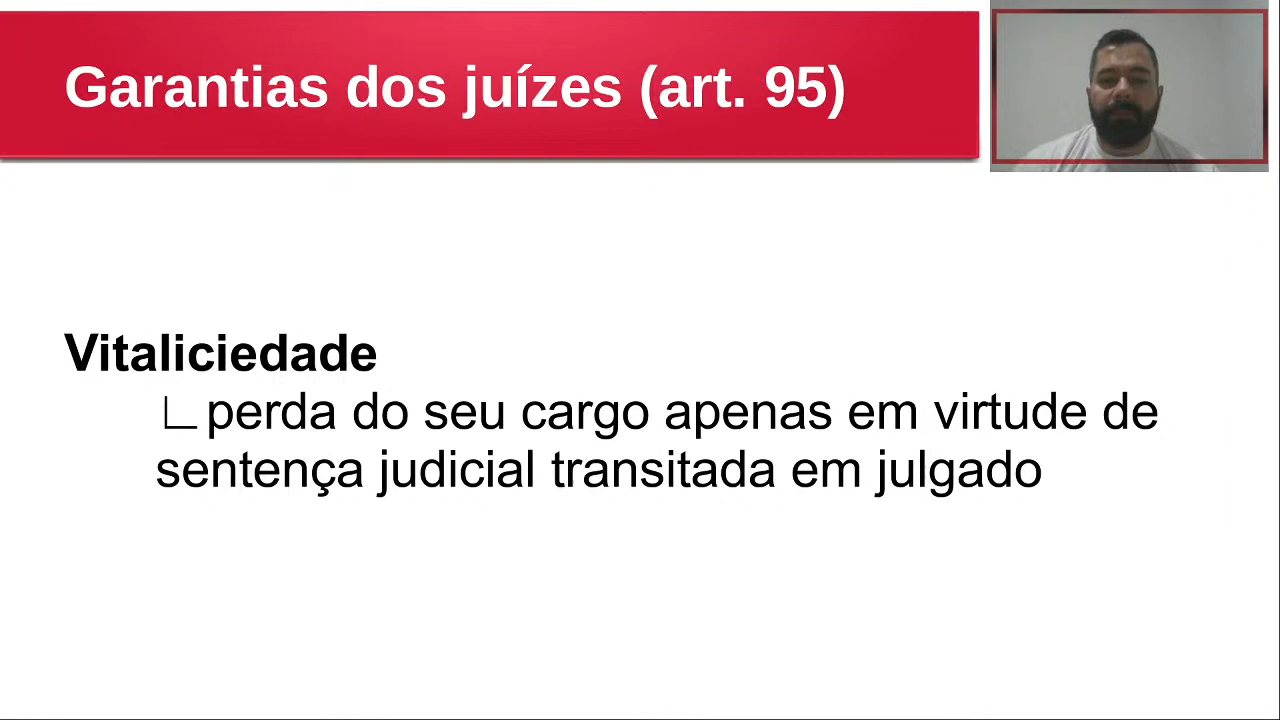 Garantias dos juízes (art. 95)
Vitaliciedade
∟perda do seu cargo apenas em virtude de
sentença judicial transitada em julgado